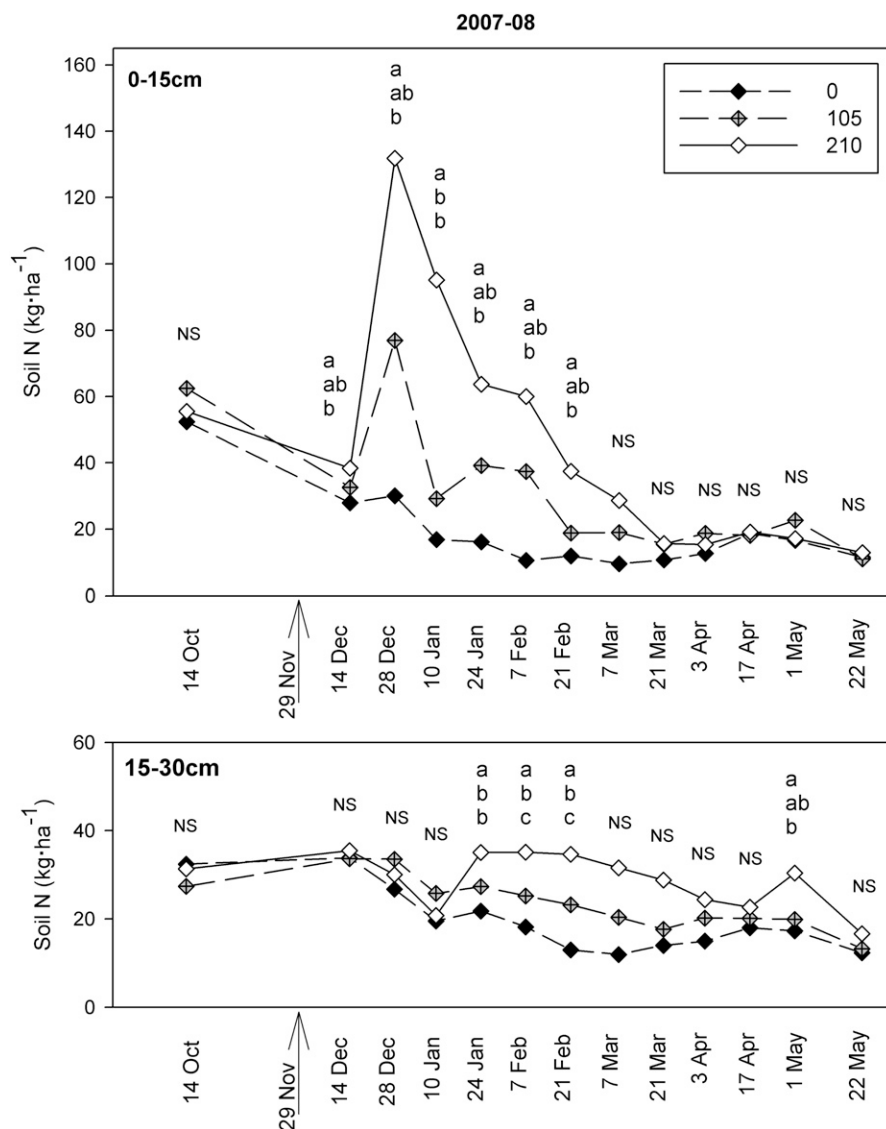 2007-08
0-15cm
0
105
210
Soil N (kg·ha⁻¹)
160
140
120
100
80
60
40
20
0
NS
a
ab
b
a
ab
b
a
b
b
a
ab
b
a
ab
b
a
ab
b
NS
NS
NS
NS
NS
NS
14 Oct
29 Nov
14 Dec
28 Dec
10 Jan
24 Jan
7 Feb
21 Feb
7 Mar
21 Mar
3 Apr
17 Apr
1 May
22 May
15-30cm
Soil N (kg·ha⁻¹)
60
40
20
0
NS
NS
NS
NS
a
b
b
a
b
c
a
b
c
NS
NS
NS
NS
a
ab
b
NS
14 Oct
29 Nov
14 Dec
28 Dec
10 Jan
24 Jan
7 Feb
21 Feb
7 Mar
21 Mar
3 Apr
17 Apr
1 May
22 May